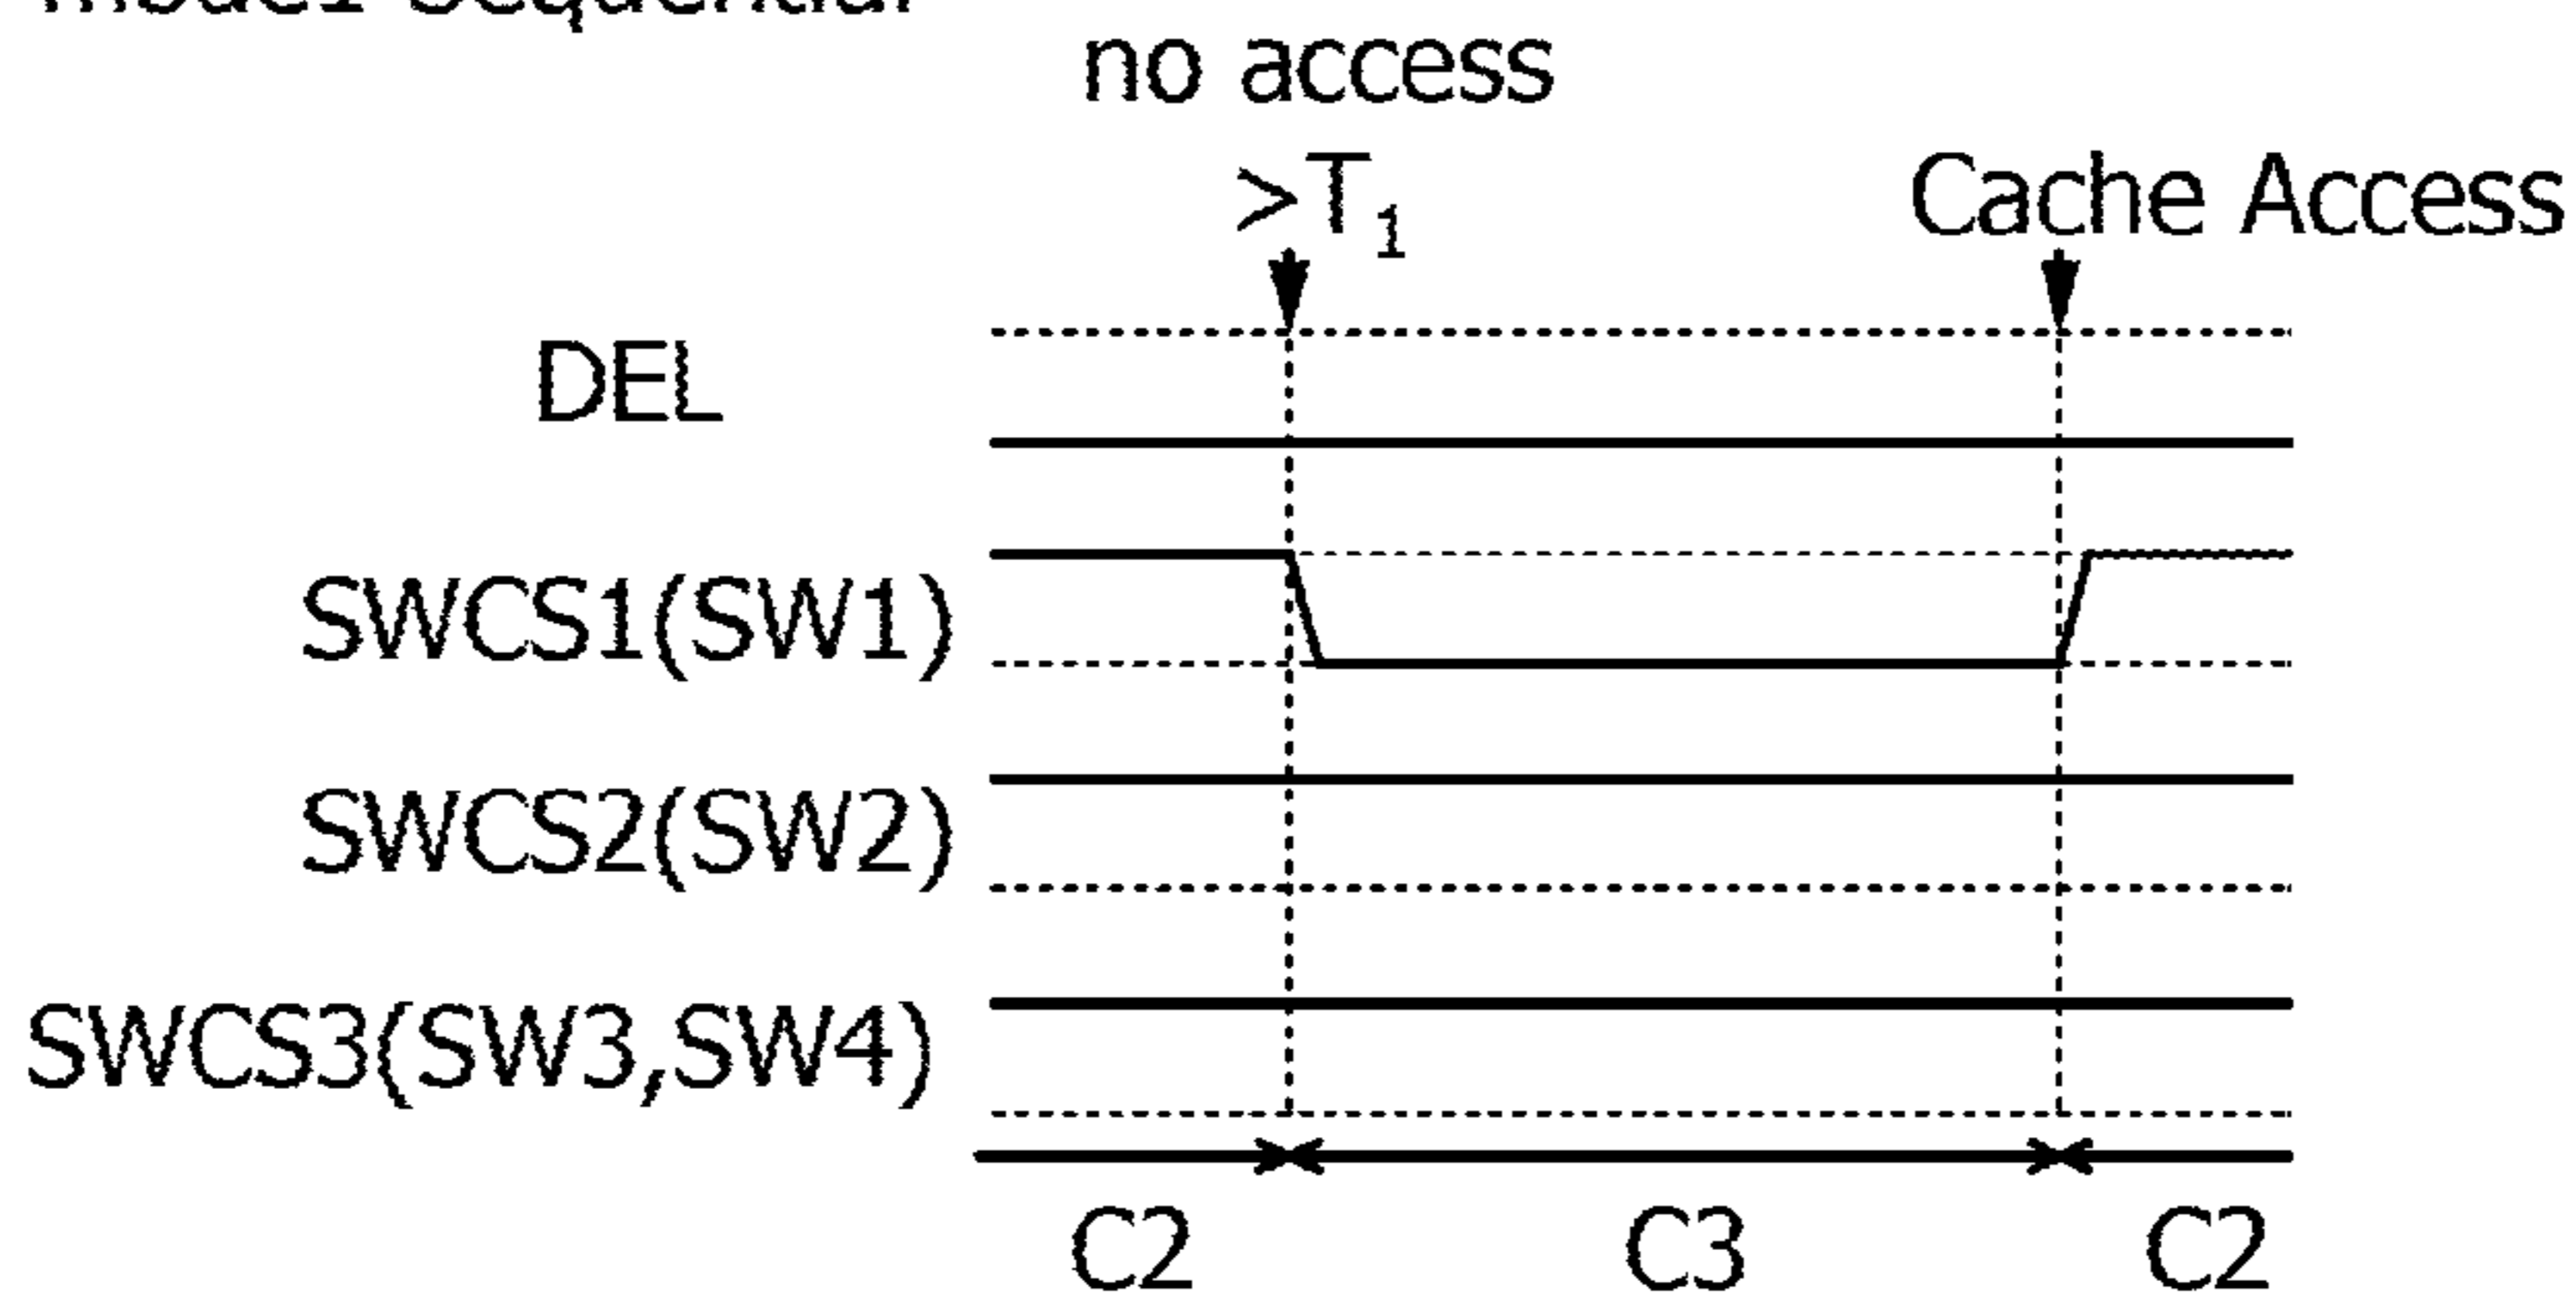 no access
>T1
Cache Access
DEL
SWCS1(SW1)
SWCS2(SW2)
SWCS3(SW3,SW4)
C2 C3 C2